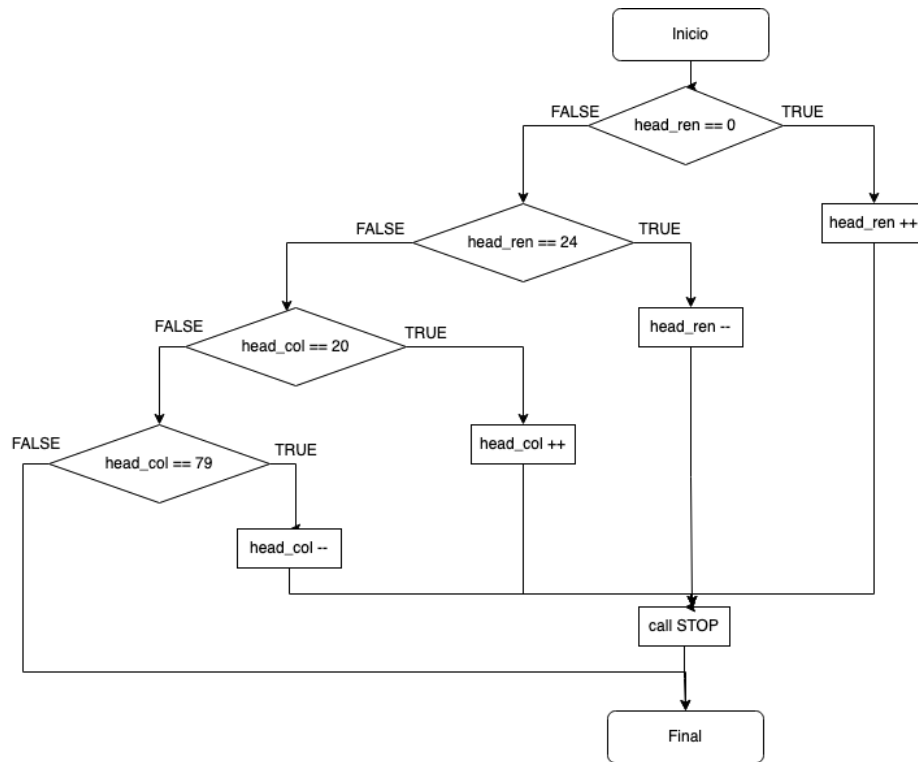 Inicio
FALSE
TRUE
head_ren == 0
head_ren ++
FALSE
TRUE
head_ren == 24
head_ren --
FALSE
TRUE
head_col == 20
head_col ++
FALSE
TRUE
head_col == 79
head_col --
call STOP
Final